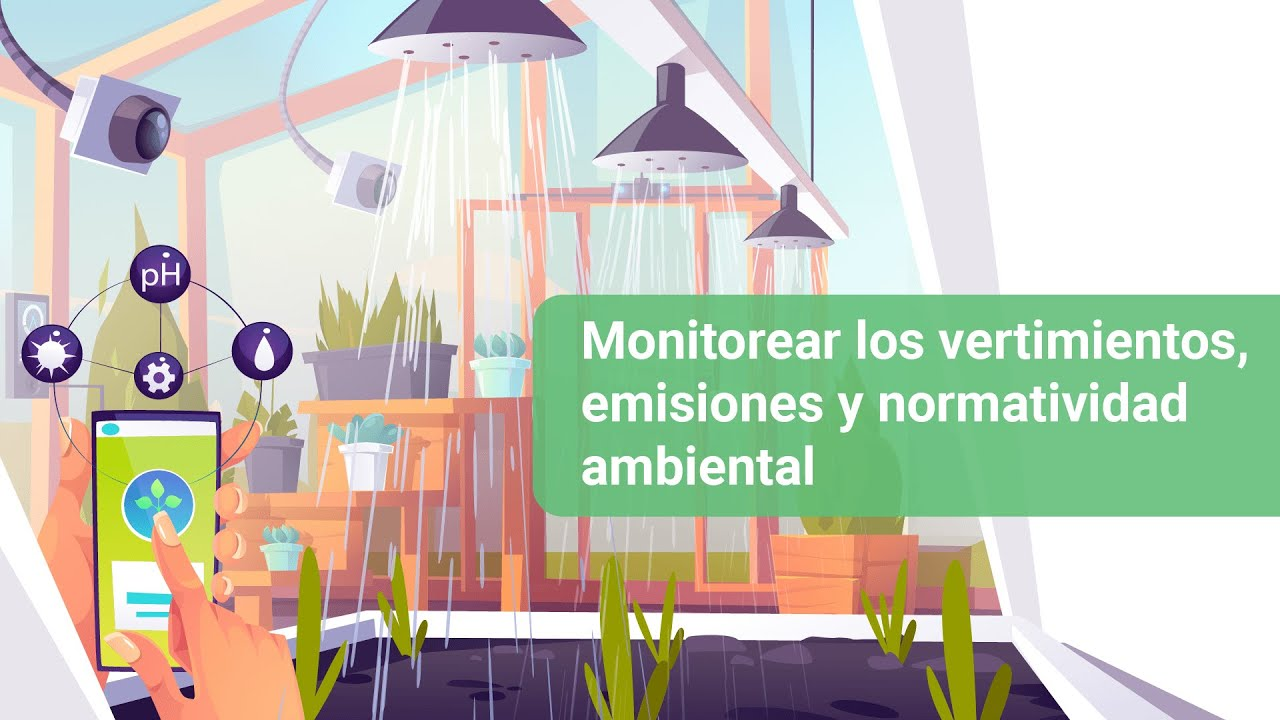 pH
Monitorear los vertimientos,
emisiones y normatividad
ambiental